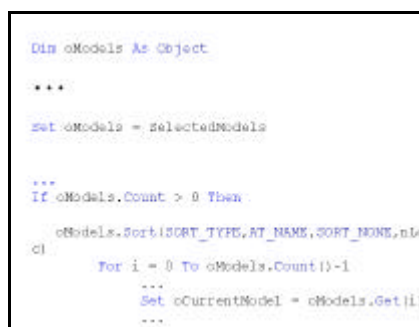 Dim oModels As Object
...
Set oModels = SelectedModels
...
If oModels.Count > 0 Then
oModels.Sort(SORT_TYPE,AT_NAME,SORT_NONE,nLo
c)
For i = 0 To oModels.Count()-1
...
Set oCurrentModel = oModels.Get(i
...